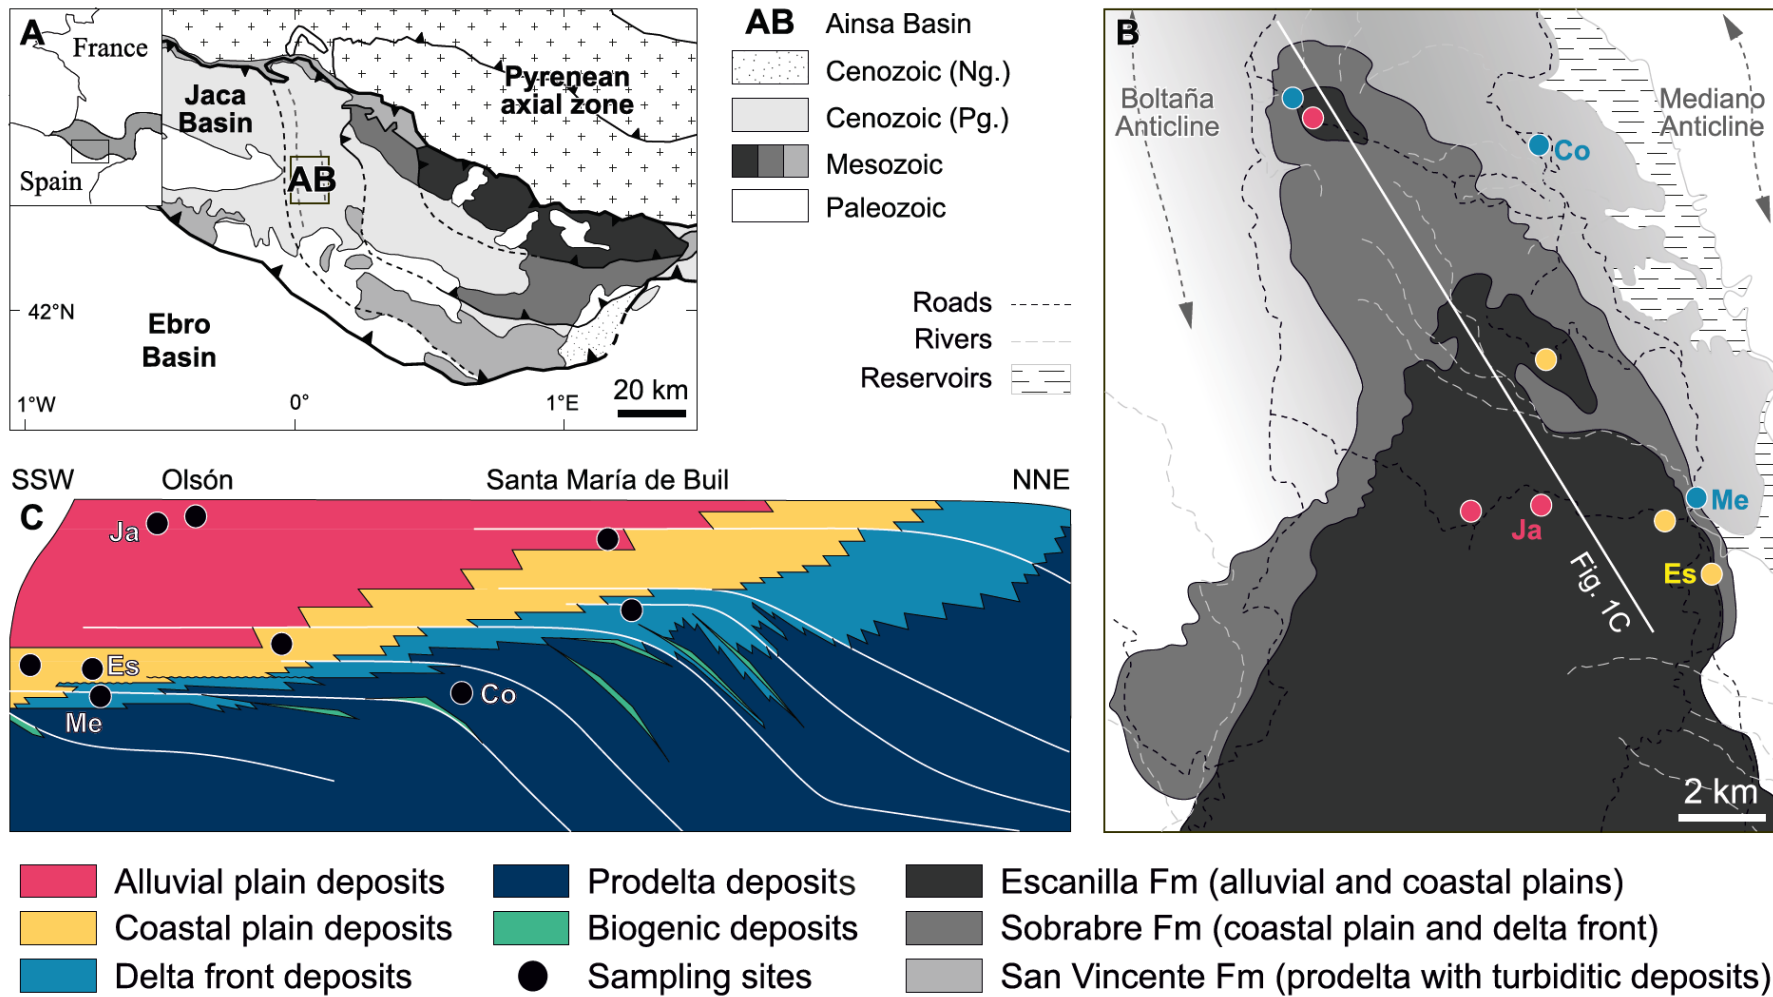 A
France
Spain
Jaca
Basin
Pyrenean
axial zone
AB
42°N
Ebro
Basin
20 km
1°W
0°
1°E
AB Ainsa Basin
Cenozoic (Ng.)
Cenozoic (Pg.)
Mesozoic
Paleozoic
Roads
Rivers
Reservoirs
B
Boltaña
Anticline
Mediano
Anticline
Co
Me
Ja
Es
Fig. 1C
2 km
SSW
Olsón
Santa María de Buil
NNE
C
Ja
Es
Me
Co
Alluvial plain deposits
Coastal plain deposits
Delta front deposits
Prodelta deposits
Biogenic deposits
Sampling sites
Escanilla Fm (alluvial and coastal plains)
Sobrabre Fm (coastal plain and delta front)
San Vincente Fm (prodelta with turbiditic deposits)